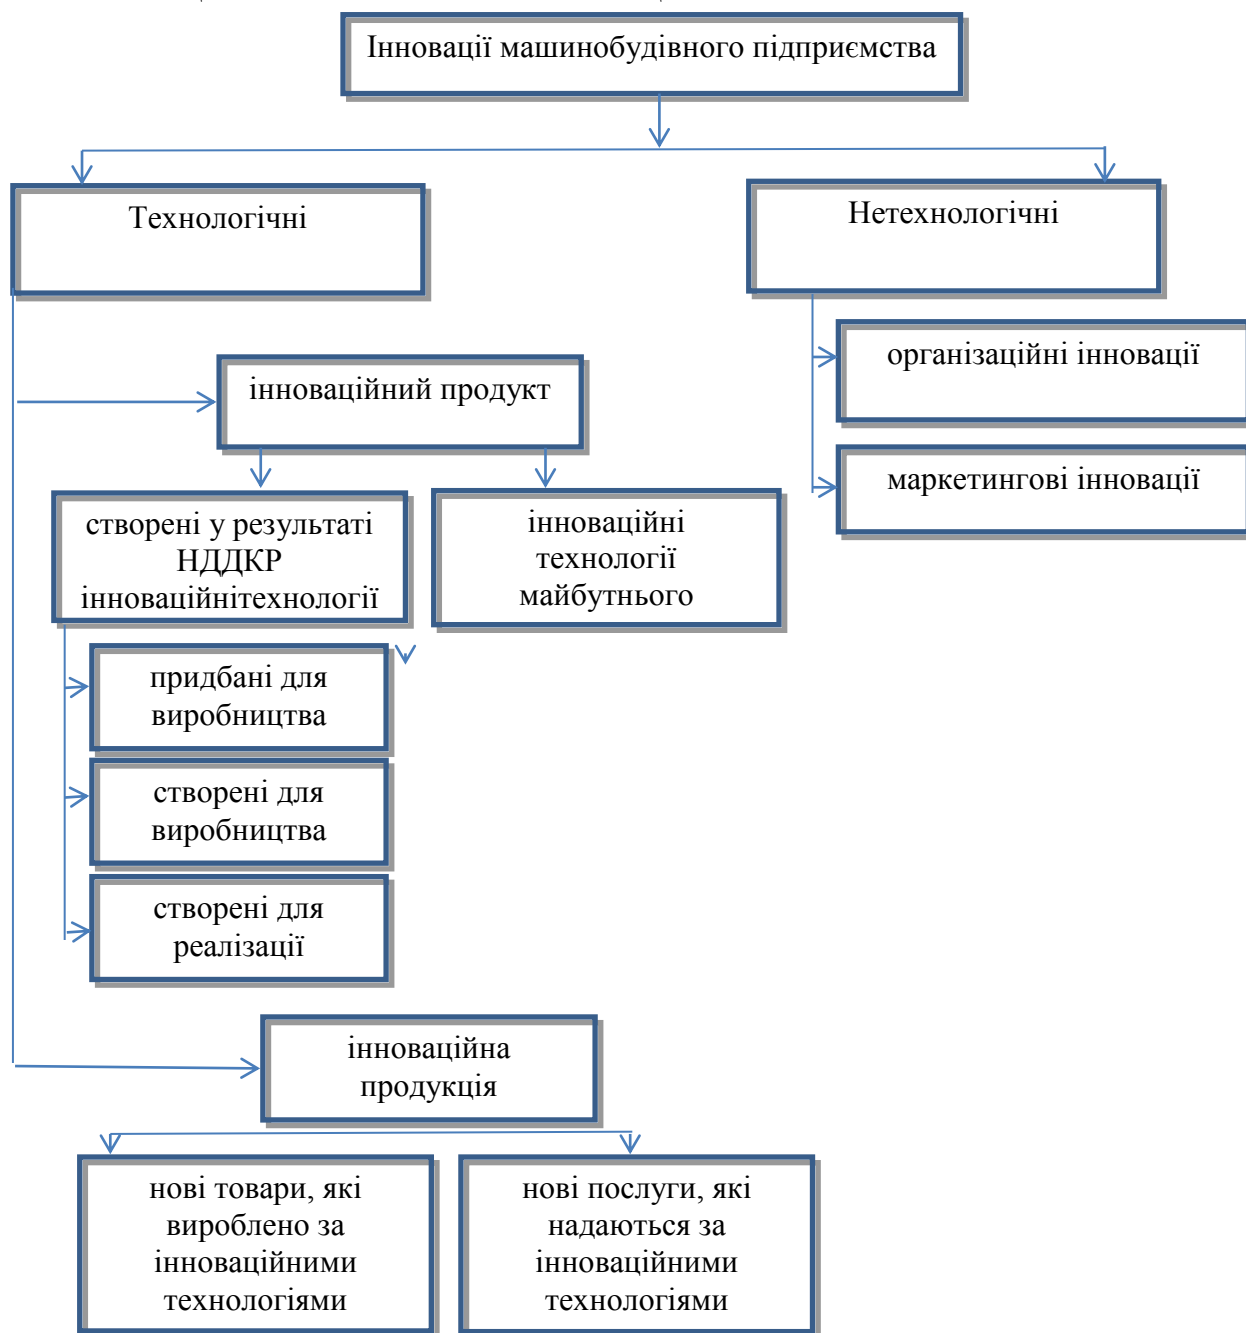 Інновації машинобудівного підприємства
Технологічні
Нетехнологічні
організаційні інновації
маркетингові інновації
інноваційний продукт
створені у результаті
НДДКР
інноваційнітехнології
інноваційні
технології
майбутнього
придбані для
виробництва
створені для
виробництва
створені для
реалізації
інноваційна
продукція
нові товари, які
вироблено за
інноваційними
технологіями
нові послуги, які
надаються за
інноваційними
технологіями